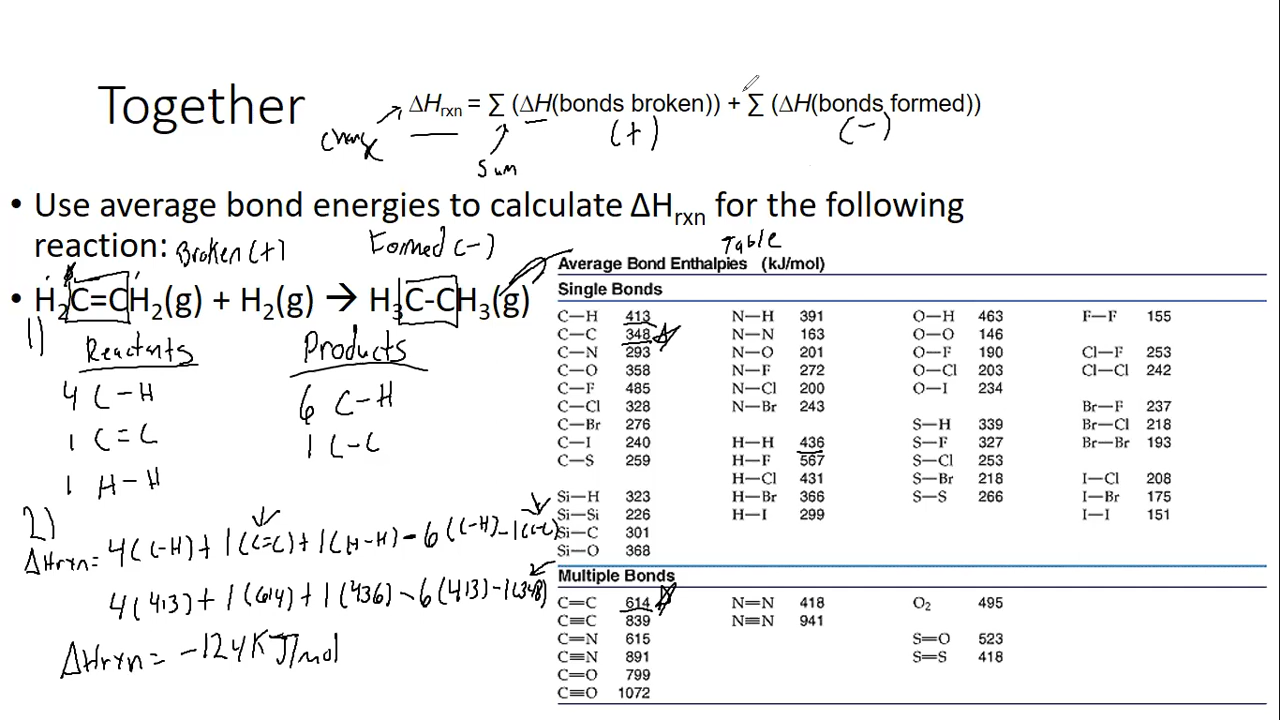 Together
ΔHrxn = Σ (ΔH(bonds broken)) + Σ (ΔH(bonds formed))
change
sum
(+)
(-)
• Use average bond energies to calculate ΔHrxn for the following
reaction:
Broken (+)
Formed (-)
• H2C=CH2(g) + H2(g) → H3C-CH3(g)
1)
Reactants
Products
4 C-H
6 C-H
1 C=C
1 C-C
1 H-H
2)
ΔHrxn = 4(C-H) + 1(C=C) + 1(H-H) - 6(C-H) - 1(C-C)
4(413) + 1(614) + 1(436) - 6(413) - 1(348)
ΔHrxn = -124 KJ/mol
Table
Average Bond Enthalpies (kJ/mol)
Single Bonds
C—H 413 N—H 391 O—H 463 F—F 155
C—C 348 N—N 163 O—O 146
C—N 293 N—O 201 O—F 190 Cl—F 253
C—O 358 N—F 272 O—Cl 203 Cl—Cl 242
C—F 485 N—Cl 200 O—I 234
C—Cl 328 N—Br 243 Br—F 237
C—Br 276 S—H 339 Br—Cl 218
C—I 240 H—H 436 S—F 327 Br—Br 193
C—S 259 H—F 567 S—Cl 253
H—Cl 431 S—Br 218 I—Cl 208
Si—H 323 H—Br 366 S—S 266 I—Br 175
Si—Si 226 H—I 299 I—I 151
Si—C 301
Si—O 368
Multiple Bonds
C=C 614 N=N 418 O2 495
C≡C 839 N≡N 941
C=N 615 S=O 523
C≡N 891 S=S 418
C=O 799
C≡O 1072